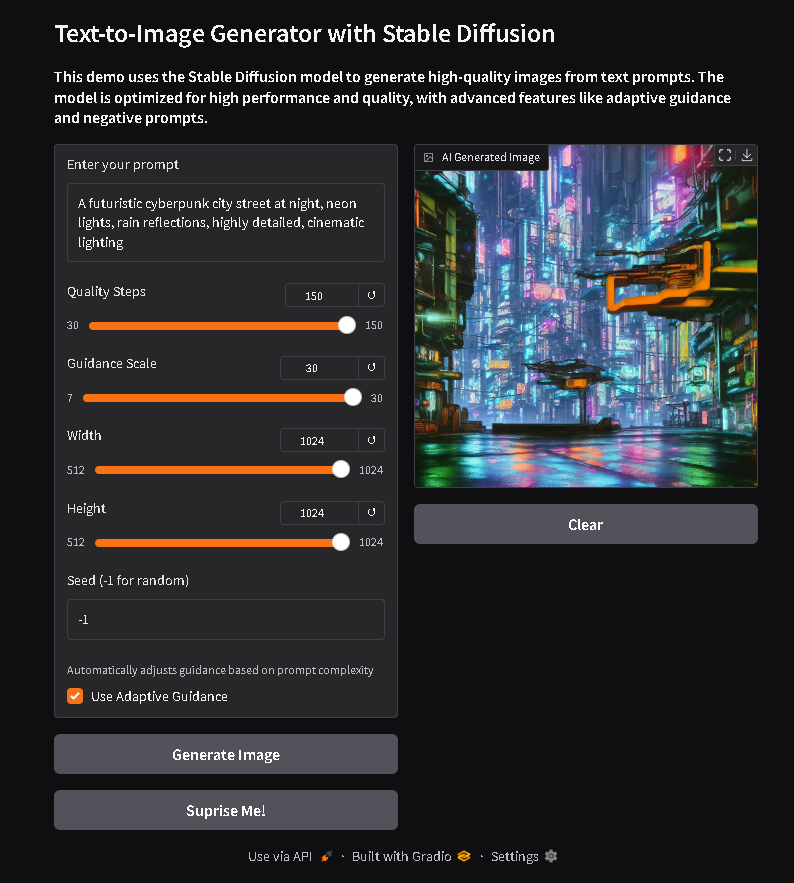 Text-to-Image Generator with Stable Diffusion
This demo uses the Stable Diffusion model to generate high-quality images from text prompts. The
model is optimized for high performance and quality, with advanced features like adaptive guidance
and negative prompts.
Enter your prompt
A futuristic cyberpunk city street at night, neon
lights, rain reflections, highly detailed, cinematic
lighting
Quality Steps
150
30
150
Guidance Scale
30
7
30
Width
1024
512
1024
Height
1024
512
1024
Seed (-1 for random)
-1
Automatically adjusts guidance based on prompt complexity
Use Adaptive Guidance
Generate Image
Suprise Me!
AI Generated Image
Clear
Use via API · Built with Gradio · Settings